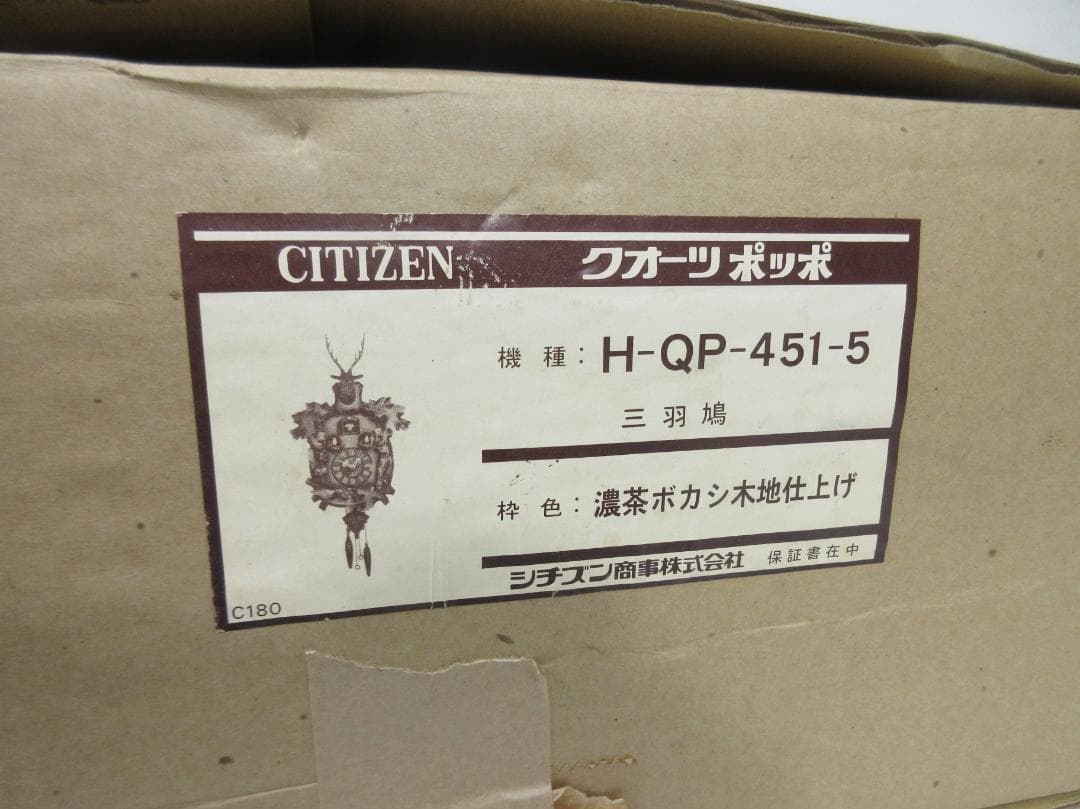 CITIZEN クオーツ ポッポ
機種: H-QP-451-5
三羽鳩
枠色: 濃茶ボカシ木地仕上げ
シチズン商事株式会社 保証書在中
C180